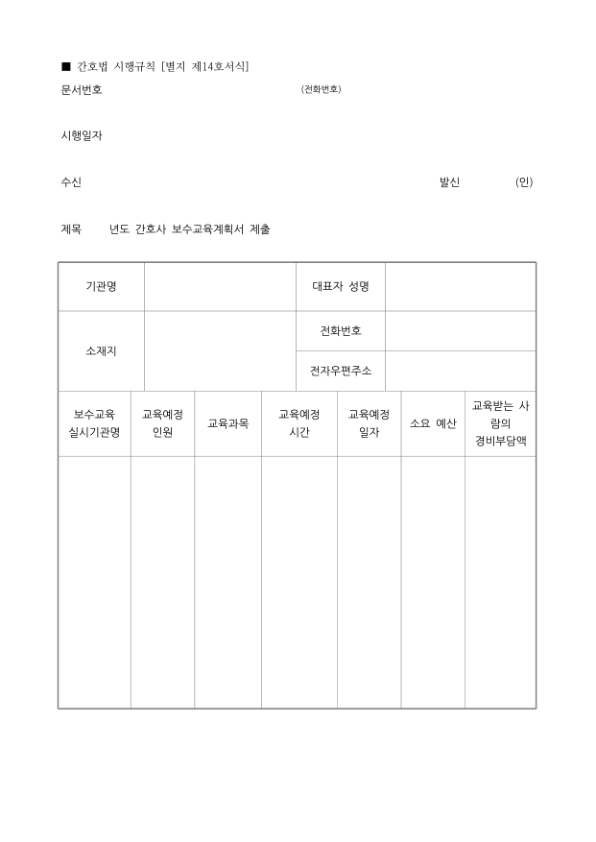 ■ 간호법 시행규칙 [별지 제14호서식]
문서번호 (전화번호)
시행일자
수신 발신 (인)
제목 년도 간호사 보수교육계획서 제출
기관명 대표자 성명
소재지 전화번호
전자우편주소
보수교육
실시기관명
교육예정
인원
교육과목
교육예정
시간
교육예정
일자
소요 예산
교육받는 사
람의
경비부담액